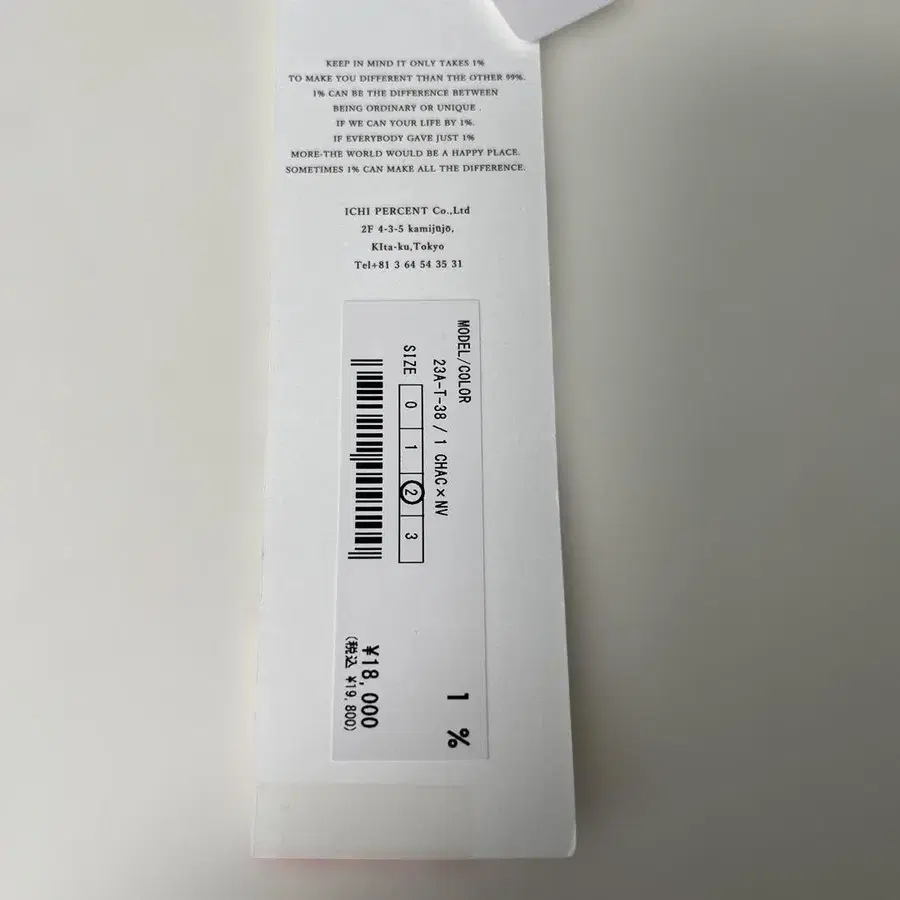 KEEP IN MIND IT ONLY TAKES 1%
TO MAKE YOU DIFFERENT THAN THE OTHER 99%.
1% CAN BE THE DIFFERENCE BETWEEN
BEING ORDINARY OR UNIQUE .
IF WE CAN YOUR LIFE BY 1%.
IF EVERYBODY GAVE JUST 1%
MORE-THE WORLD WOULD BE A HAPPY PLACE.
SOMETIMES 1% CAN MAKE ALL THE DIFFERENCE.
ICHI PERCENT Co.,Ltd
2F 4-3-5 kamijūjō,
KIta-ku,Tokyo
Tel+81 3 64 54 35 31
MODEL/COLOR
23A-T-38 / 1 CHAC×NV
SIZE 0 1 2 3
1 %
¥18,000
(税込 ¥19,800)